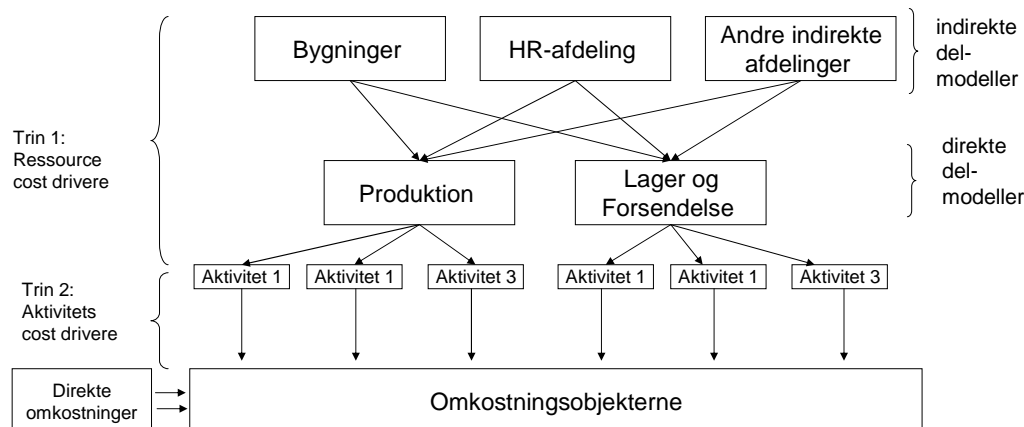 Bygninger
HR-afdeling
Andre indirekte
afdelinger
indirekte
del-
modeller
Trin 1:
Ressource
cost drivere
Produktion
Lager og
Forsendelse
direkte
del-
modeller
Aktivitet 1
Aktivitet 1
Aktivitet 3
Aktivitet 1
Aktivitet 1
Aktivitet 3
Trin 2:
Aktivitets
cost drivere
Direkte
omkostninger
Omkostningsobjekterne